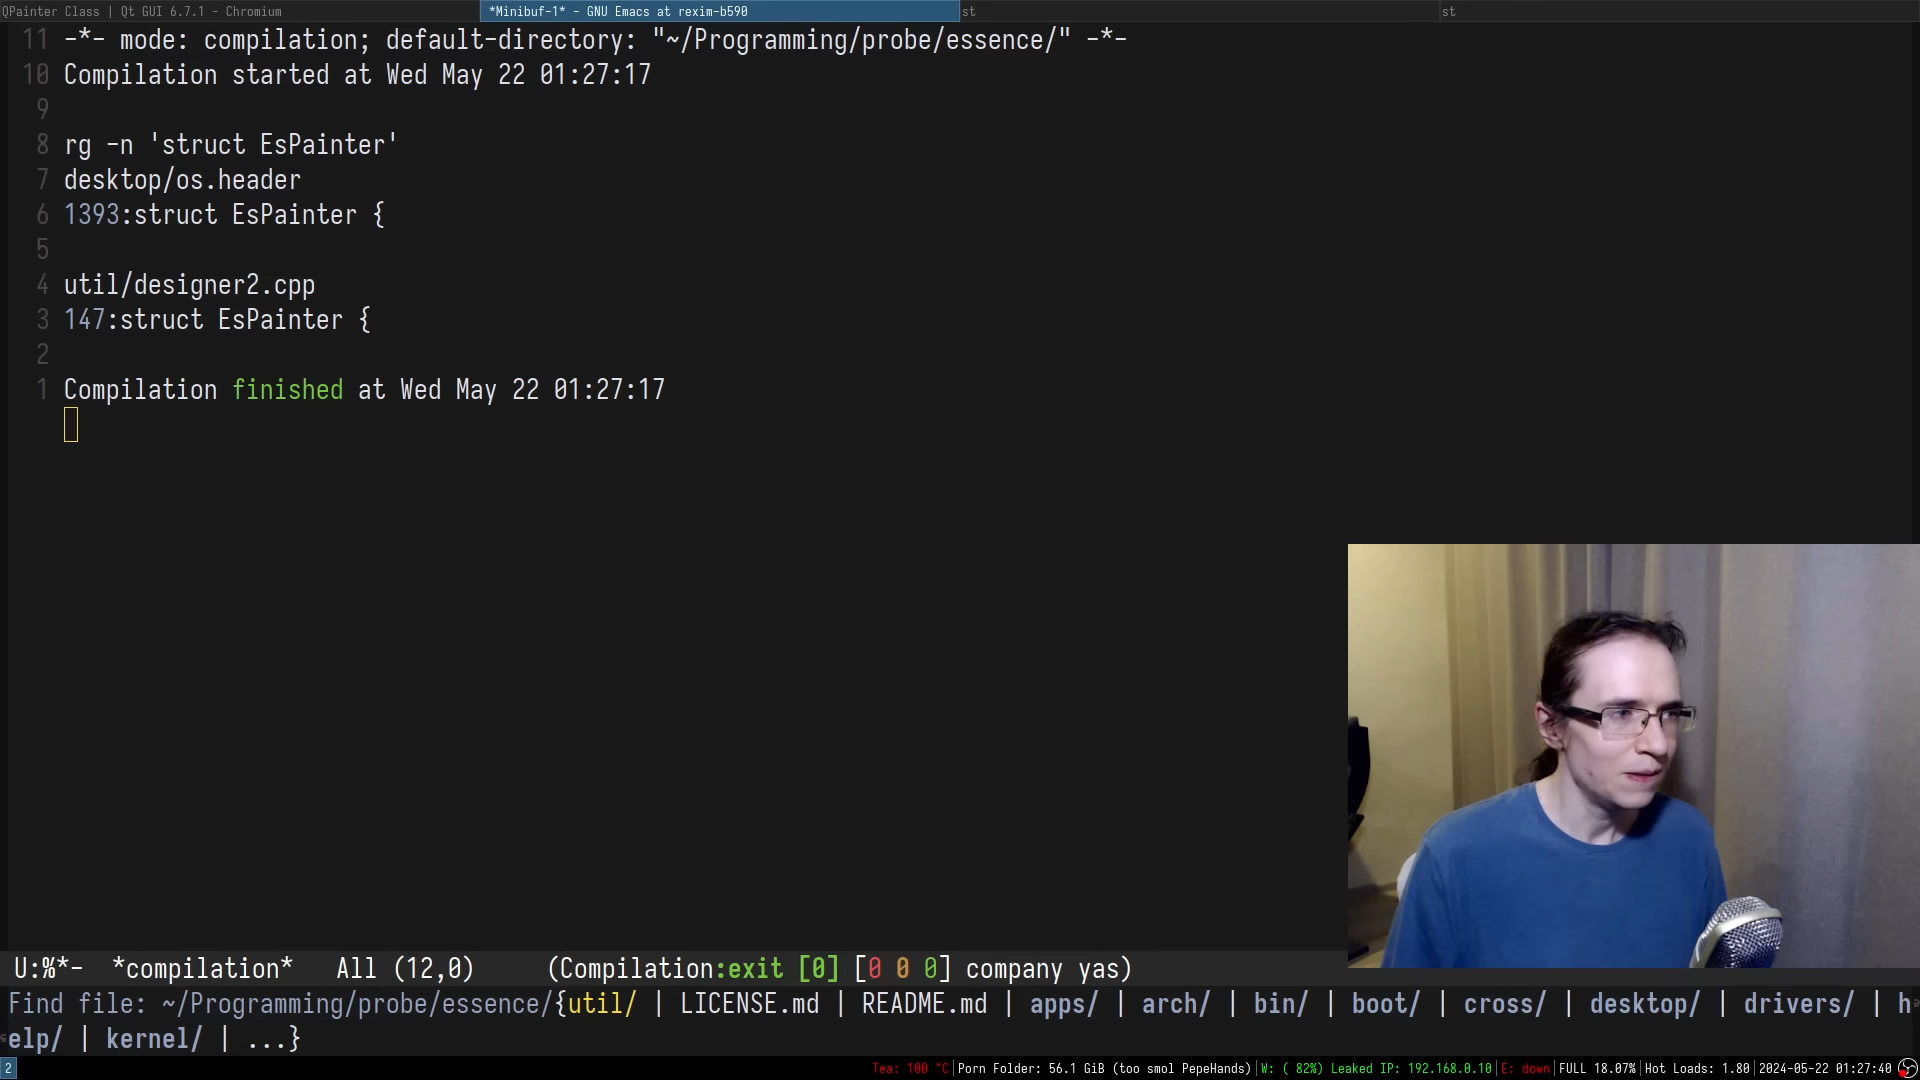 QPainter Class | Qt GUI 6.7.1 - Chromium
*Minibuf-1* - GNU Emacs at rexim-b590
st
st
11 -*- mode: compilation; default-directory: "~/Programming/probe/essence/" -*-
10 Compilation started at Wed May 22 01:27:17
9
8 rg -n 'struct EsPainter'
7 desktop/os.header
6 1393:struct EsPainter {
5
4 util/designer2.cpp
3 147:struct EsPainter {
2
1 Compilation finished at Wed May 22 01:27:17
U:%*- *compilation* All (12,0) (Compilation:exit [0] [0 0 0] company yas)
Find file: ~/Programming/probe/essence/{util/ | LICENSE.md | README.md | apps/ | arch/ | bin/ | boot/ | cross/ | desktop/ | drivers/ | h
elp/ | kernel/ | ...}
2
Tea: 100 °C|Porn Folder: 56.1 GiB (too smol PepeHands)|W: ( 82%) Leaked IP: 192.168.0.10|E: down|FULL 18.07%|Hot Loads: 1.80|2024-05-22 01:27:40